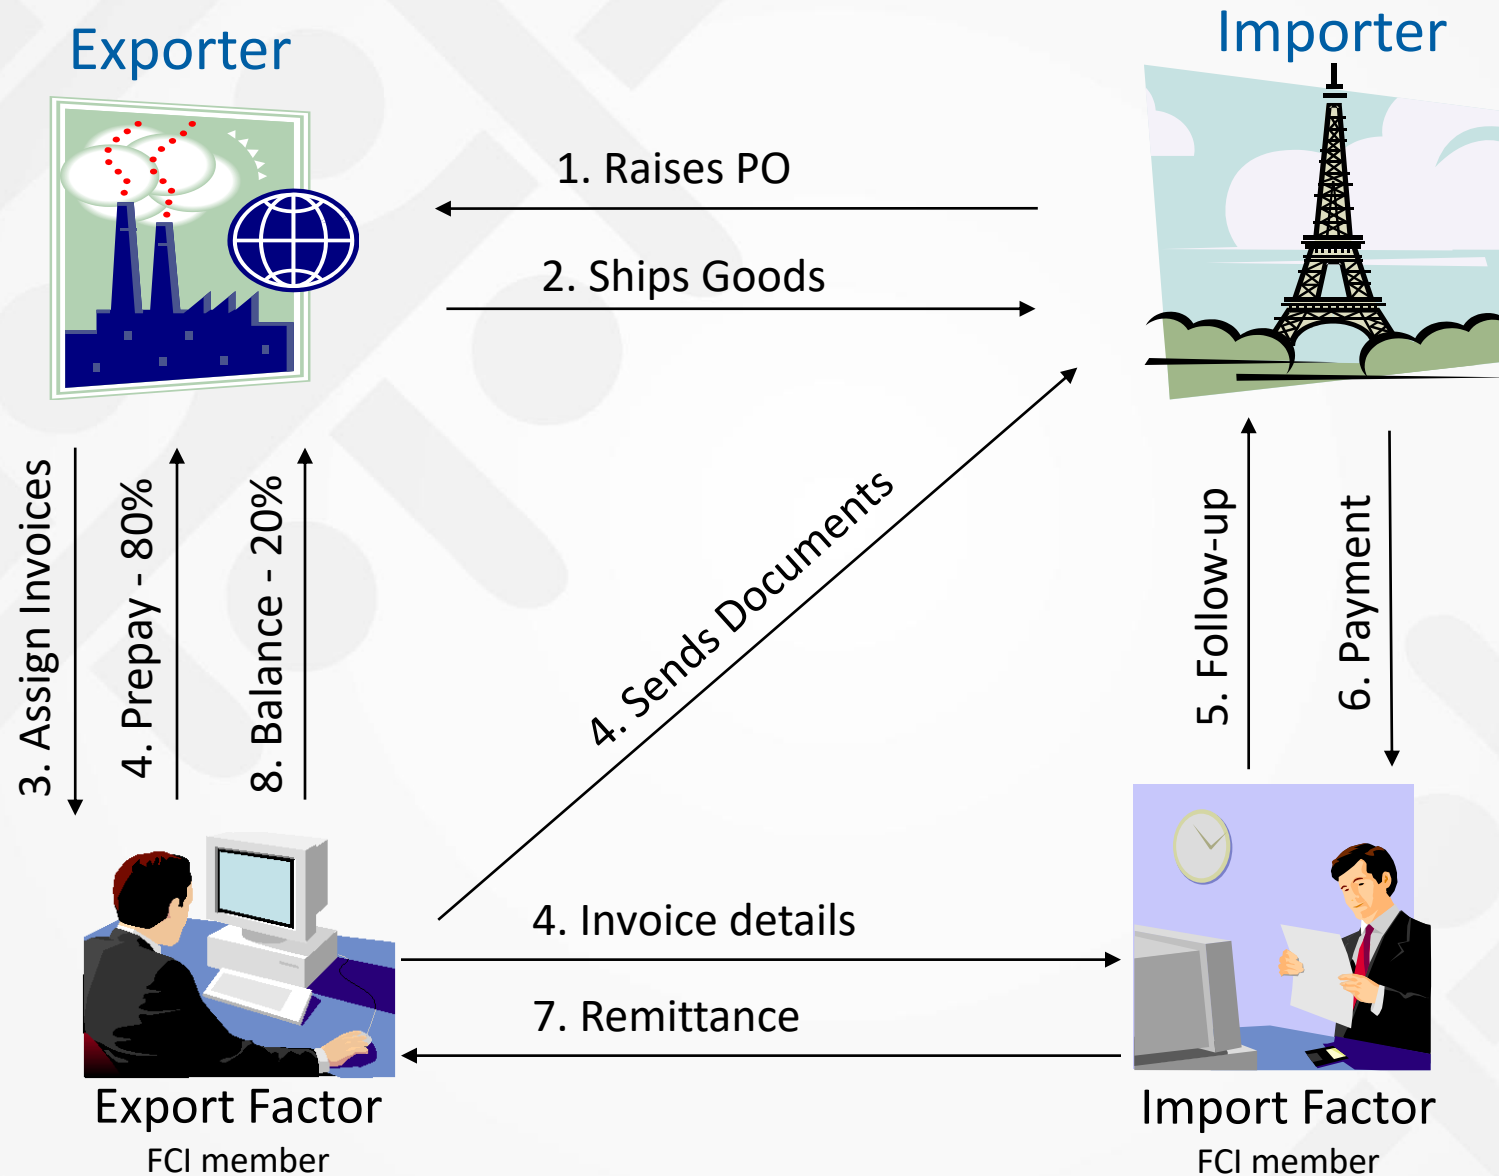 Exporter
Importer
1. Raises PO
2. Ships Goods
3. Assign Invoices
4. Prepay - 80%
8. Balance - 20%
4. Sends Documents
5. Follow-up
6. Payment
4. Invoice details
7. Remittance
Export Factor
FCI member
Import Factor
FCI member